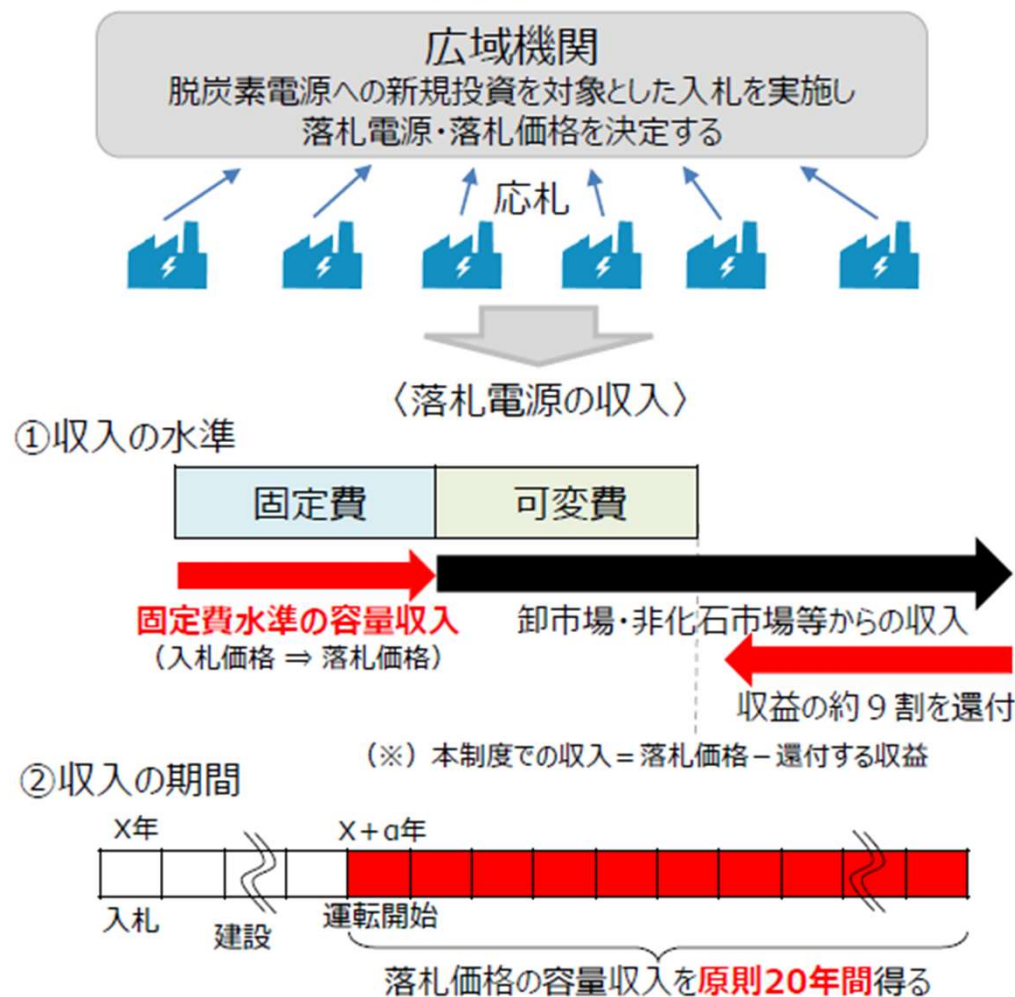 広域機関
脱炭素電源への新規投資を対象とした入札を実施し
落札電源・落札価格を決定する
応札
〈落札電源の収入〉
①収入の水準
固定費
可変費
固定費水準の容量収入
（入札価格 ⇒ 落札価格）
卸市場・非化石市場等からの収入
収益の約９割を還付
（※）本制度での収入＝落札価格－還付する収益
②収入の期間
X年
X＋α年
入札
建設
運転開始
落札価格の容量収入を原則20年間得る